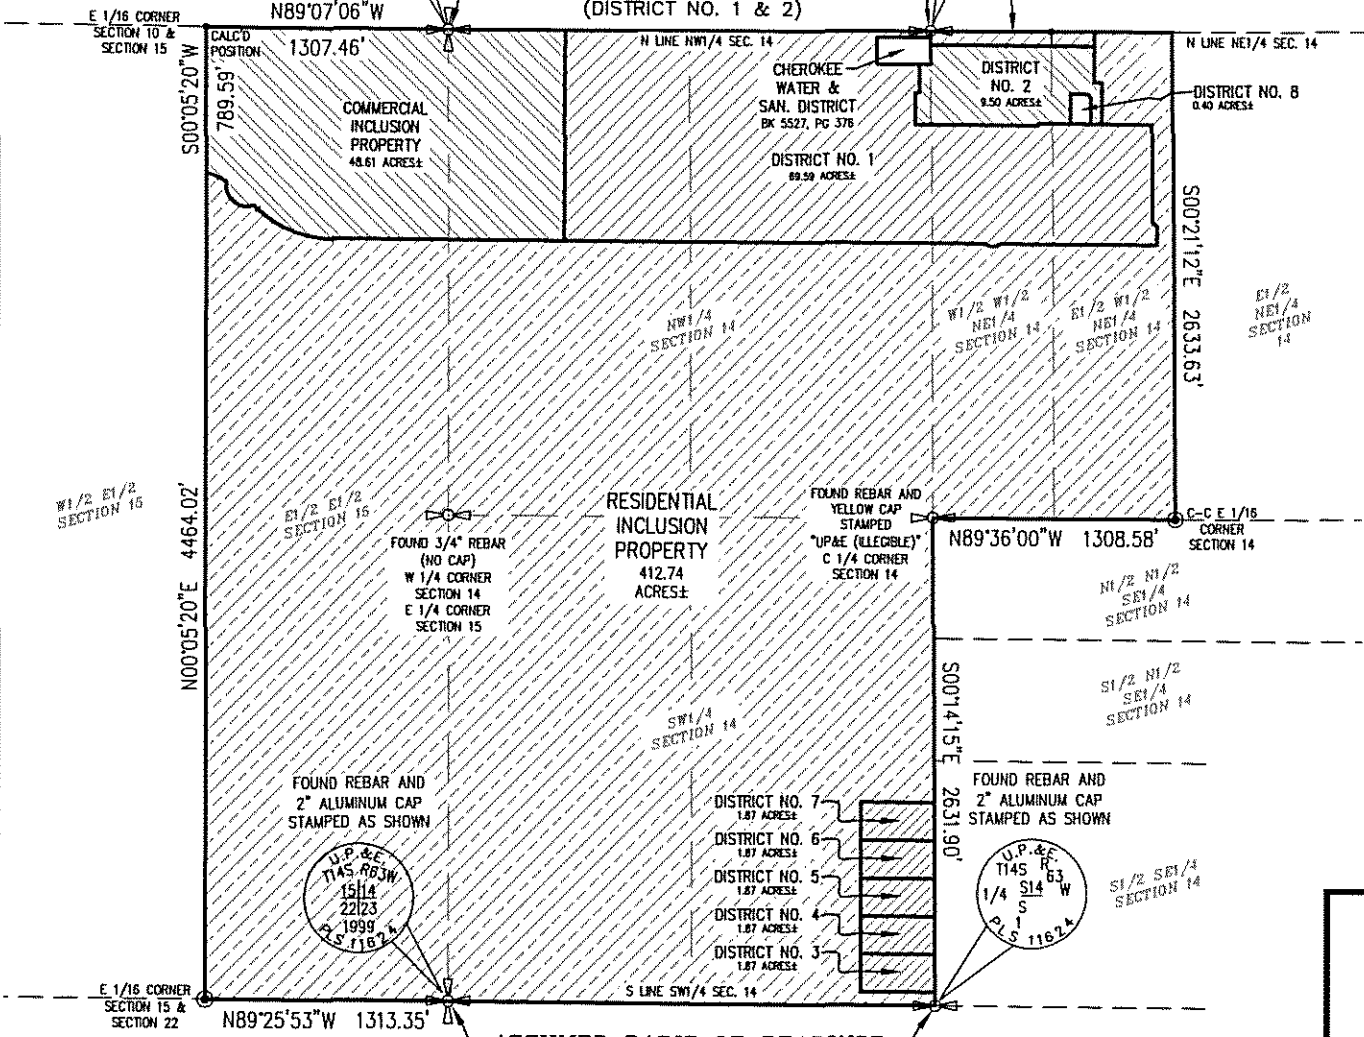 N89°07'06"W
(DISTRICT NO. 1 & 2)
E 1/16 CORNER
SECTION 10 &
SECTION 15
CALC'D
POSITION
1307.46'
N LINE NW1/4 SEC. 14
N LINE NE1/4 SEC. 14
S00°05'20"W
789.59'
COMMERCIAL
INCLUSION
PROPERTY
48.61 ACRES±
CHEROKEE
WATER &
SAN. DISTRICT
BK 5527, PG 376
DISTRICT
NO. 2
9.50 ACRES±
DISTRICT NO. 8
0.40 ACRES±
DISTRICT NO. 1
69.59 ACRES±
S00°21'12"E 2633.63'
NW1/4
SECTION 14
W1/2 W1/2
NE1/4
SECTION 14
E1/2 W1/2
NE1/4
SECTION 14
E1/2
NE1/4
SECTION
14
W1/2 E1/2
SECTION 15
N00°05'20"E 4464.02'
E1/2 E1/2
SECTION 15
FOUND 3/4" REBAR
(NO CAP)
W 1/4 CORNER
SECTION 14
E 1/4 CORNER
SECTION 15
RESIDENTIAL
INCLUSION
PROPERTY
412.74
ACRES±
FOUND REBAR AND
YELLOW CAP
STAMPED
"UP&E (ILLEGIBLE)"
C 1/4 CORNER
SECTION 14
N89°36'00"W 1308.58'
C-C E 1/16
CORNER
SECTION 14
N1/2 N1/2
SE1/4
SECTION 14
S1/2 N1/2
SE1/4
SECTION 14
SW1/4
SECTION 14
S00°14'15"E 2631.90'
FOUND REBAR AND
2" ALUMINUM CAP
STAMPED AS SHOWN
U.P.&E.
T14S R63W
15|14
22|23
1999
PLS 11624
DISTRICT NO. 7
1.87 ACRES±
DISTRICT NO. 6
1.87 ACRES±
DISTRICT NO. 5
1.87 ACRES±
DISTRICT NO. 4
1.87 ACRES±
DISTRICT NO. 3
1.87 ACRES±
FOUND REBAR AND
2" ALUMINUM CAP
STAMPED AS SHOWN
U.P.&E.
T14S R 63 W
1/4 S14
S
1
PLS 11624
S1/2 SE1/4
SECTION 14
E 1/16 CORNER
SECTION 15 &
SECTION 22
S LINE SW1/4 SEC. 14
N89°25'53"W 1313.35'